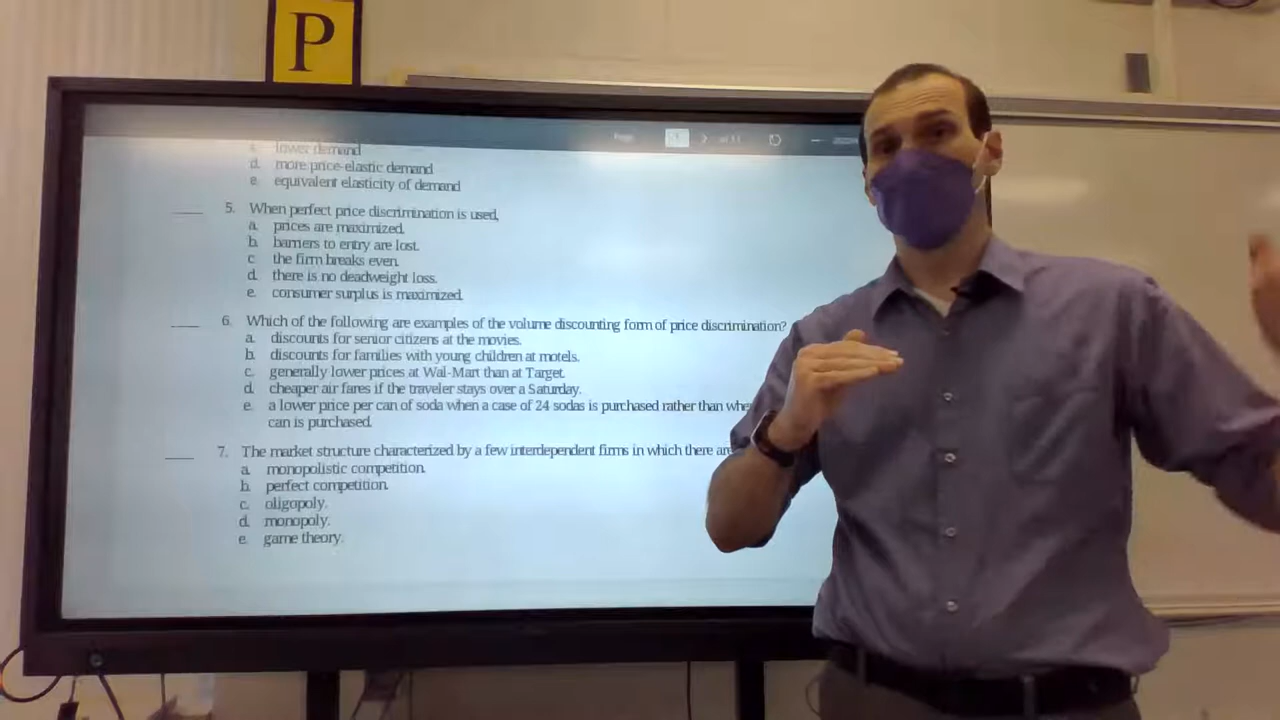 P
Page
lower demand
d. more price-elastic demand
e. equivalent elasticity of demand
5. When perfect price discrimination is used,
a. prices are maximized.
b. barriers to entry are lost.
c. the firm breaks even.
d. there is no deadweight loss.
e. consumer surplus is maximized.
6. Which of the following are examples of the volume discounting form of price discrimination?
a. discounts for senior citizens at the movies.
b. discounts for families with young children at motels.
c. generally lower prices at Wal-Mart than at Target.
d. cheaper air fares if the traveler stays over a Saturday.
e. a lower price per can of soda when a case of 24 sodas is purchased rather than
can is purchased.
7. The market structure characterized by a few interdependent firms in which there
a. monopolistic competition.
b. perfect competition.
c. oligopoly.
d. monopoly.
e. game theory.